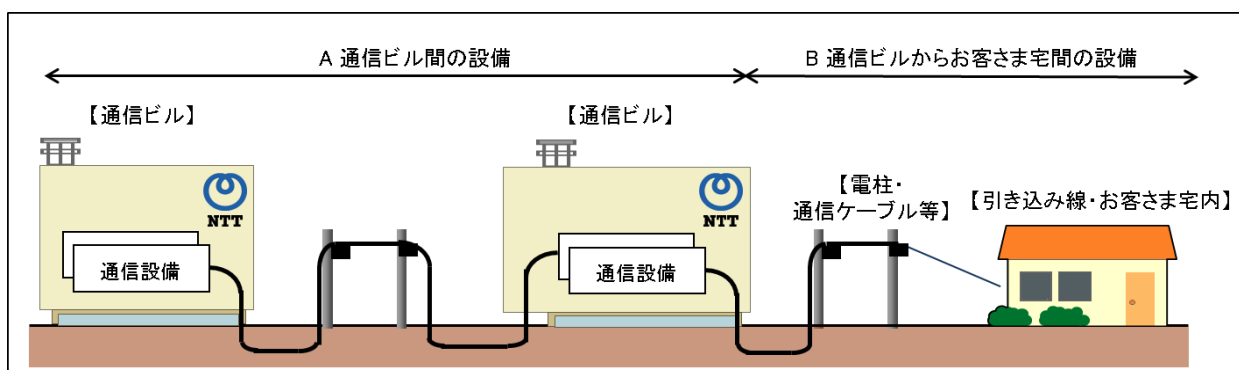 A 通信ビル間の設備
B 通信ビルからお客さま宅間の設備
【通信ビル】
【通信ビル】
【電柱・
通信ケーブル等】
【引き込み線・お客さま宅内】
NTT
NTT
通信設備
通信設備